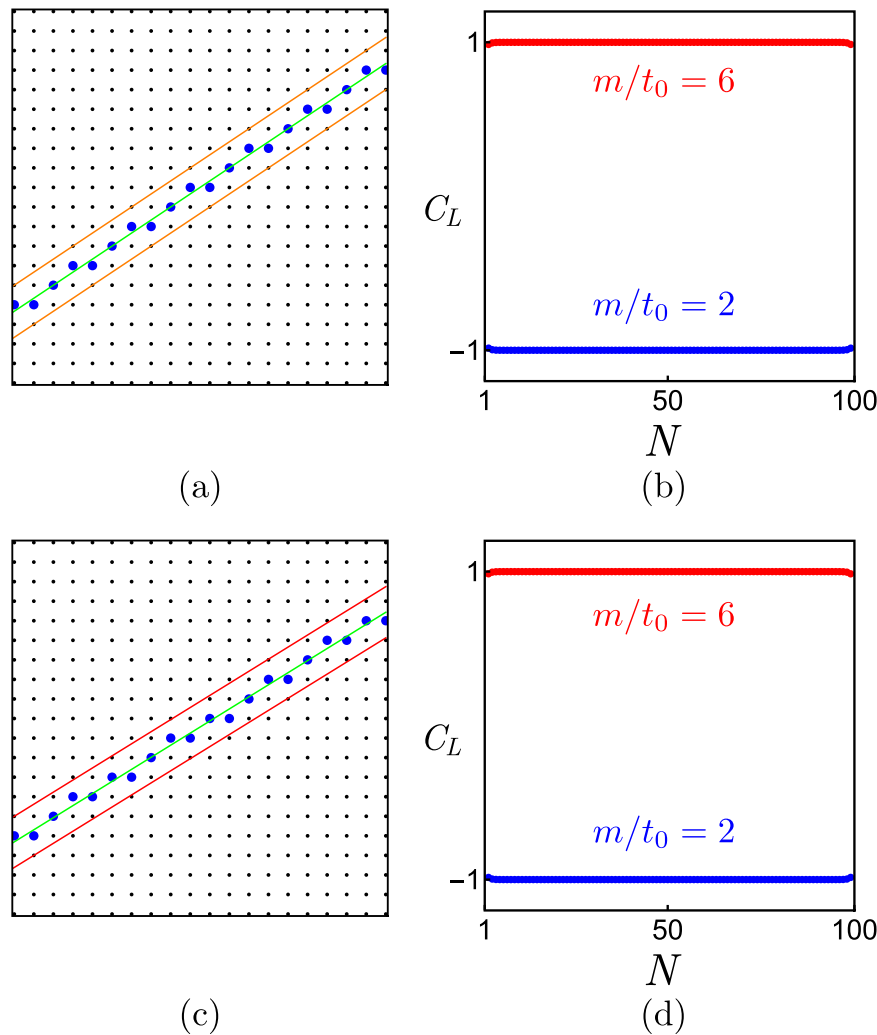 1
m/t₀ = 6
C_L
m/t₀ = 2
−1
1 50 100
N
(a) (b)
1
m/t₀ = 6
C_L
m/t₀ = 2
−1
1 50 100
N
(c) (d)